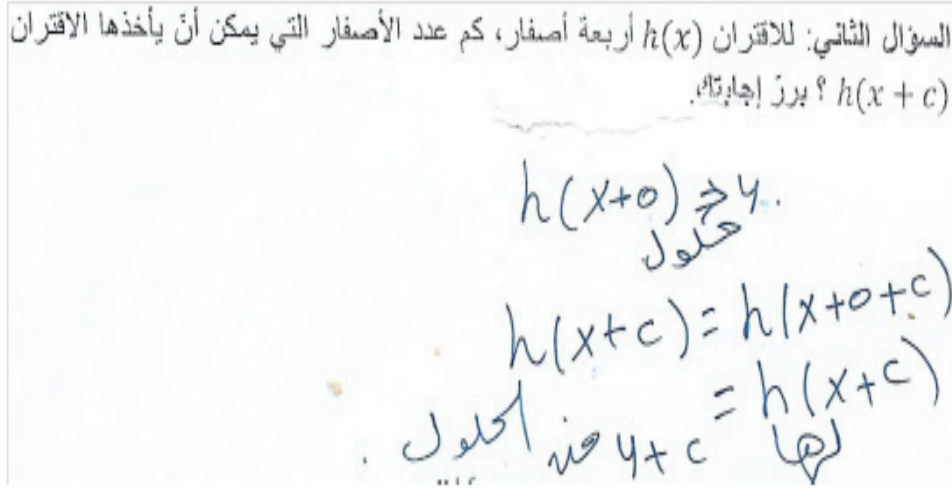 السؤال الثاني: للاقتران h(x) أربعة أصفار، كم عدد الأصفار التي يمكن أنّ يأخذها الاقتران
h(x + c) ؟ برزّ إجابتك.
h(x+0) 4.
حلول
h(x+c) = h(x+0+c)
= h(x+c)
لها 4+c من الحلول .